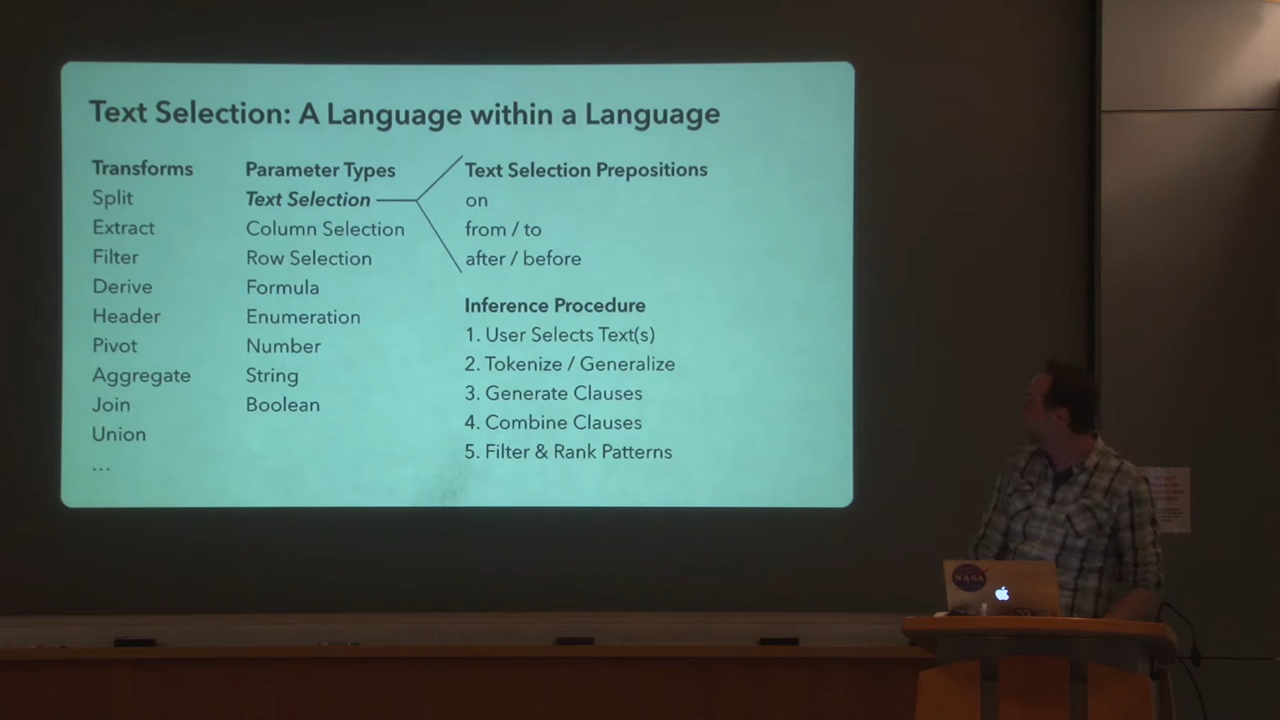 Text Selection: A Language within a Language
Transforms
Split
Extract
Filter
Derive
Header
Pivot
Aggregate
Join
Union
...
Parameter Types
Text Selection
Column Selection
Row Selection
Formula
Enumeration
Number
String
Boolean
Text Selection Prepositions
on
from / to
after / before
Inference Procedure
1. User Selects Text(s)
2. Tokenize / Generalize
3. Generate Clauses
4. Combine Clauses
5. Filter & Rank Patterns
NASA